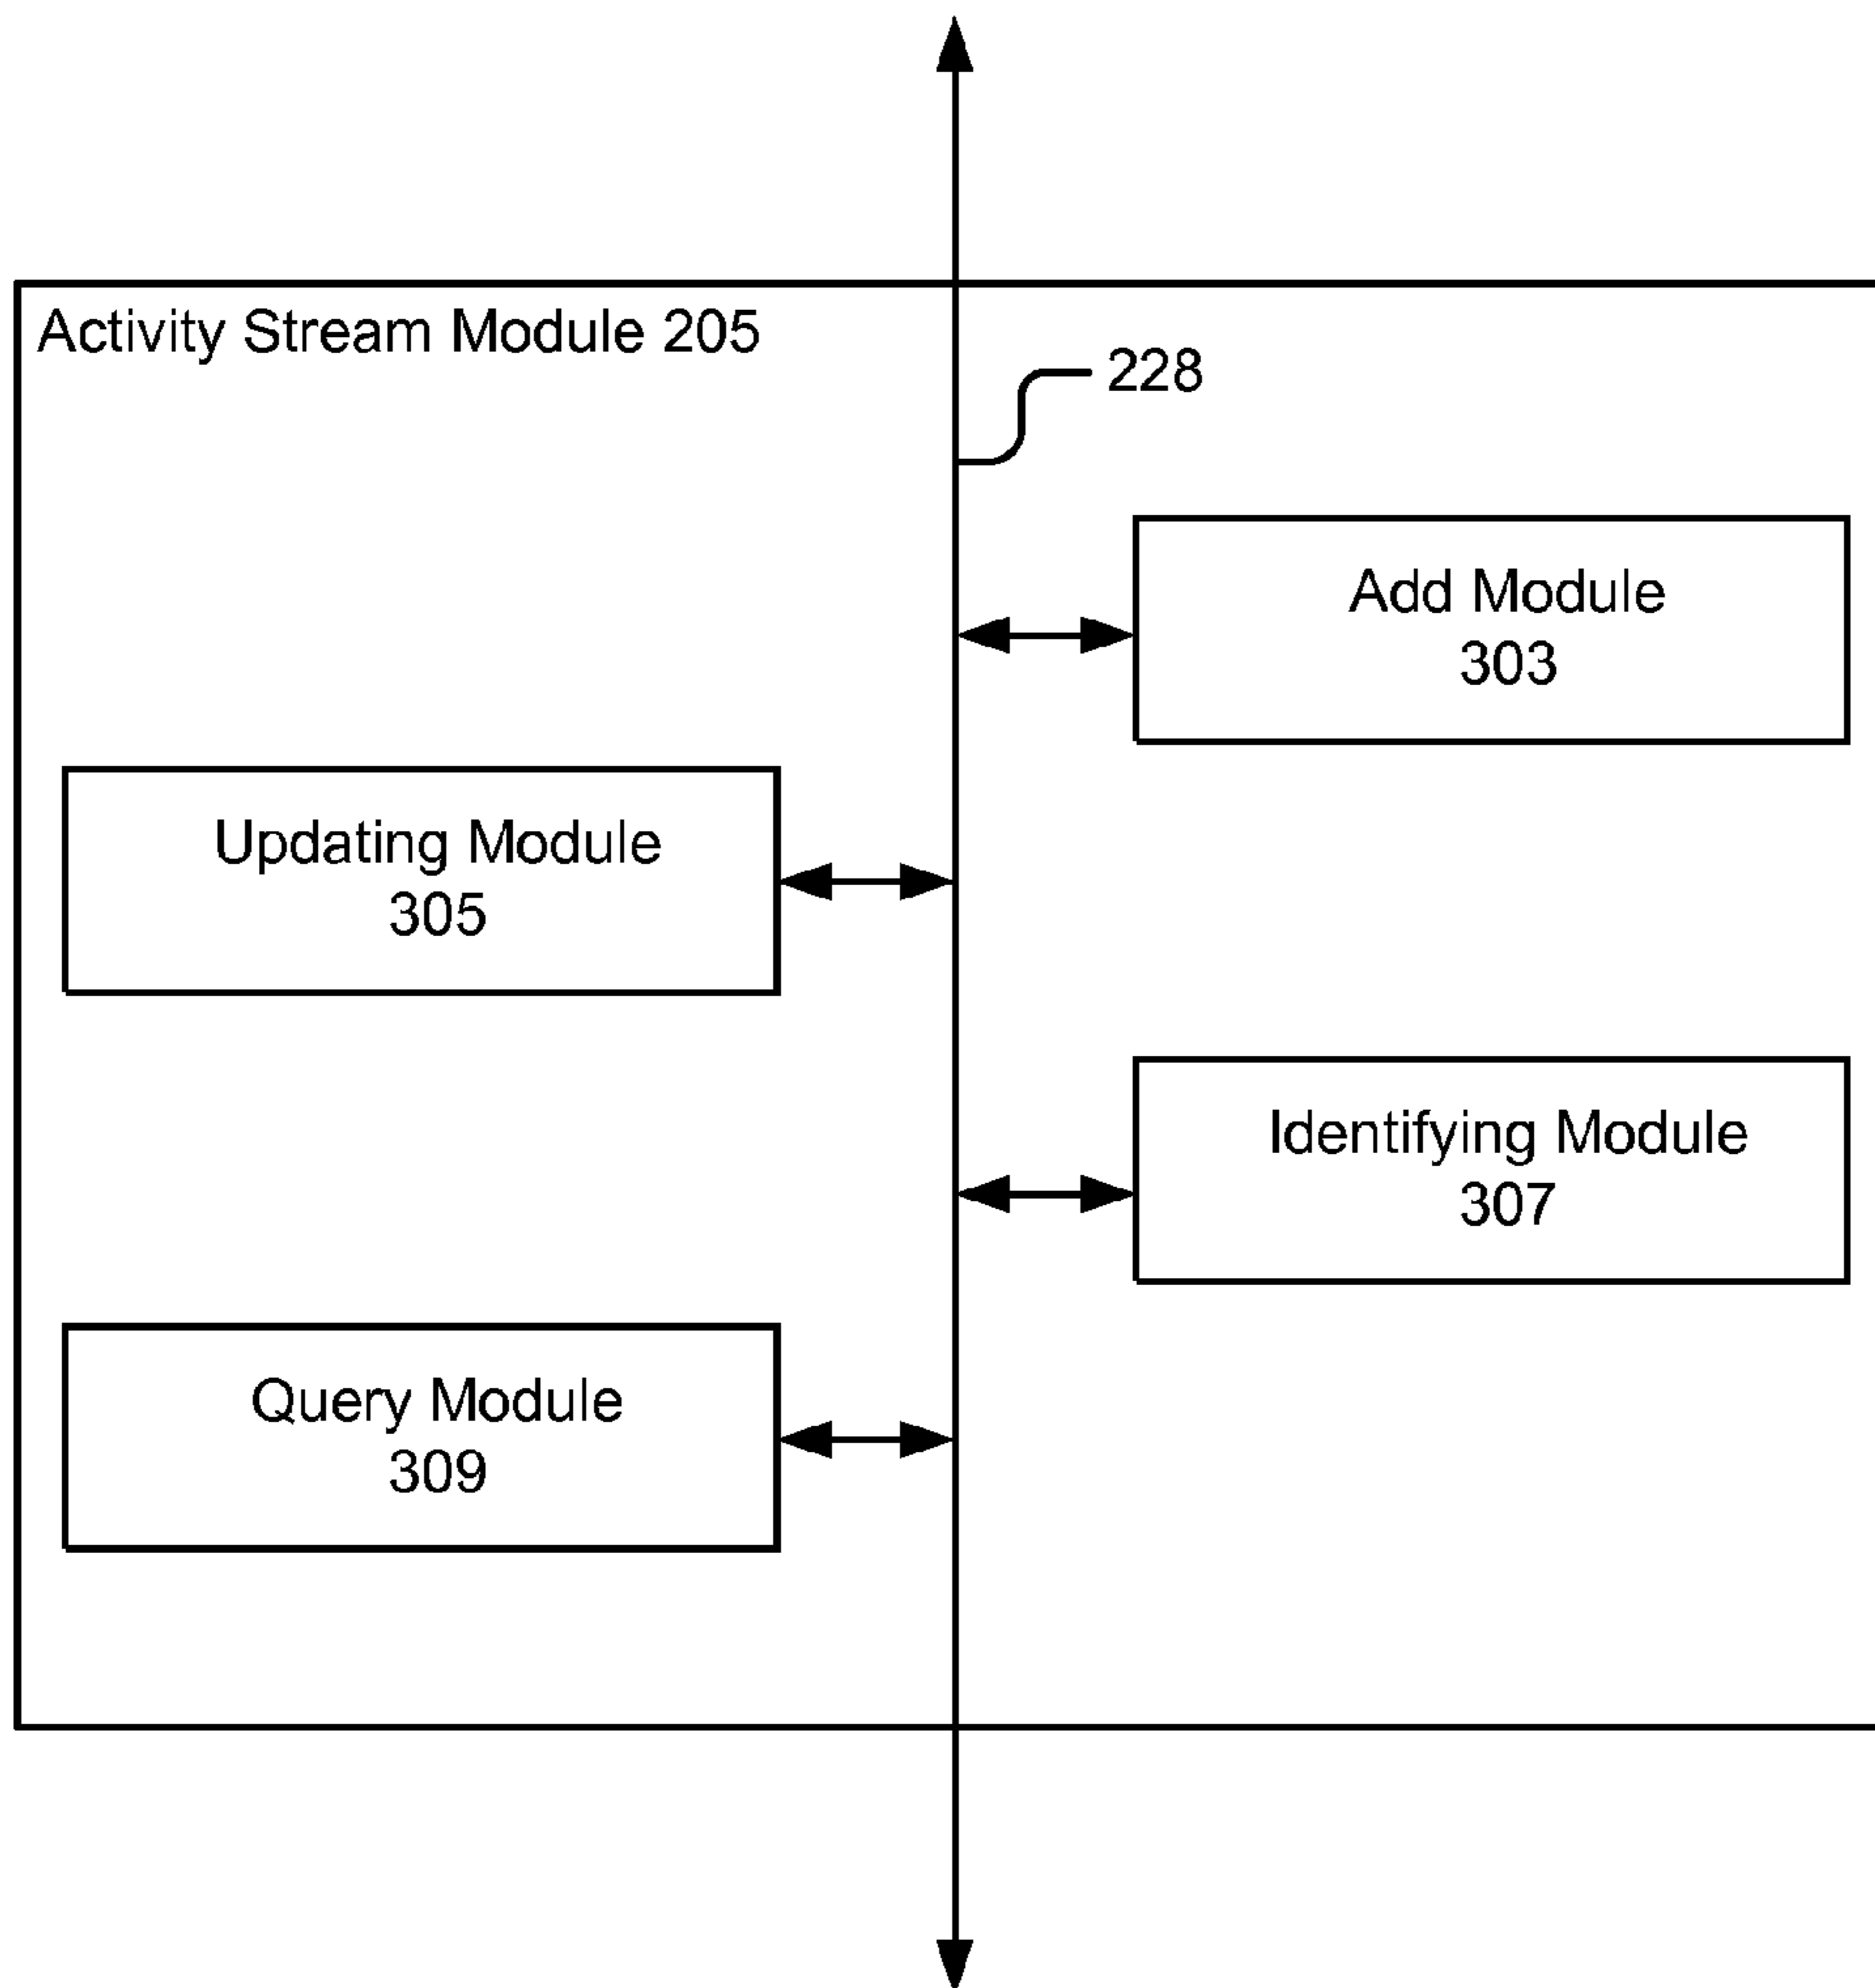 Activity Stream Module 205
228
Add Module
303
Updating Module
305
Identifying Module
307
Query Module
309